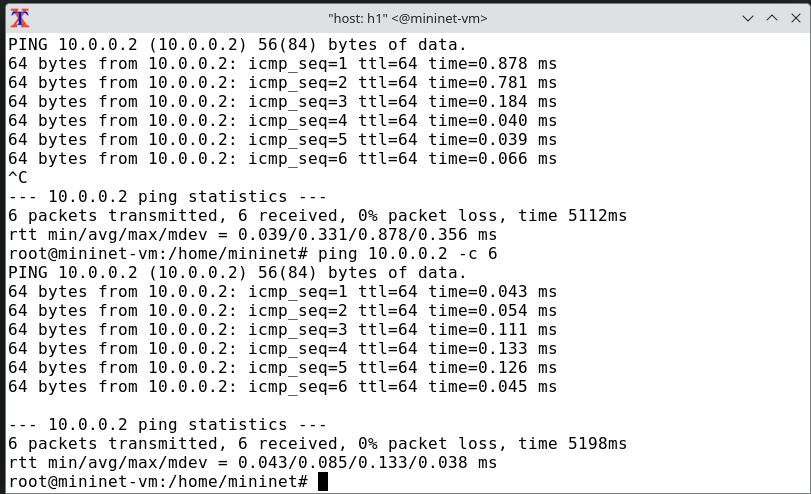 "host: h1" <@mininet-vm>
PING 10.0.0.2 (10.0.0.2) 56(84) bytes of data.
64 bytes from 10.0.0.2: icmp_seq=1 ttl=64 time=0.878 ms
64 bytes from 10.0.0.2: icmp_seq=2 ttl=64 time=0.781 ms
64 bytes from 10.0.0.2: icmp_seq=3 ttl=64 time=0.184 ms
64 bytes from 10.0.0.2: icmp_seq=4 ttl=64 time=0.040 ms
64 bytes from 10.0.0.2: icmp_seq=5 ttl=64 time=0.039 ms
64 bytes from 10.0.0.2: icmp_seq=6 ttl=64 time=0.066 ms
^C
--- 10.0.0.2 ping statistics ---
6 packets transmitted, 6 received, 0% packet loss, time 5112ms
rtt min/avg/max/mdev = 0.039/0.331/0.878/0.356 ms
root@mininet-vm:/home/mininet# ping 10.0.0.2 -c 6
PING 10.0.0.2 (10.0.0.2) 56(84) bytes of data.
64 bytes from 10.0.0.2: icmp_seq=1 ttl=64 time=0.043 ms
64 bytes from 10.0.0.2: icmp_seq=2 ttl=64 time=0.054 ms
64 bytes from 10.0.0.2: icmp_seq=3 ttl=64 time=0.111 ms
64 bytes from 10.0.0.2: icmp_seq=4 ttl=64 time=0.133 ms
64 bytes from 10.0.0.2: icmp_seq=5 ttl=64 time=0.126 ms
64 bytes from 10.0.0.2: icmp_seq=6 ttl=64 time=0.045 ms

--- 10.0.0.2 ping statistics ---
6 packets transmitted, 6 received, 0% packet loss, time 5198ms
rtt min/avg/max/mdev = 0.043/0.085/0.133/0.038 ms
root@mininet-vm:/home/mininet#